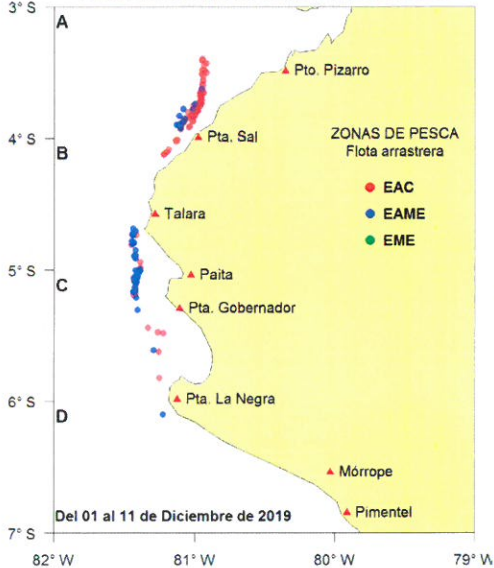 3° S
A
Pto. Pizarro
4° S
Pta. Sal
ZONAS DE PESCA
Flota arrastrera
B
EAC
EAME
EME
Talara
5° S
C
Paita
Pta. Gobernador
6° S
D
Pta. La Negra
Mórrope
Pimentel
Del 01 al 11 de Diciembre de 2019
7° S
82° W
81° W
80° W
79° W